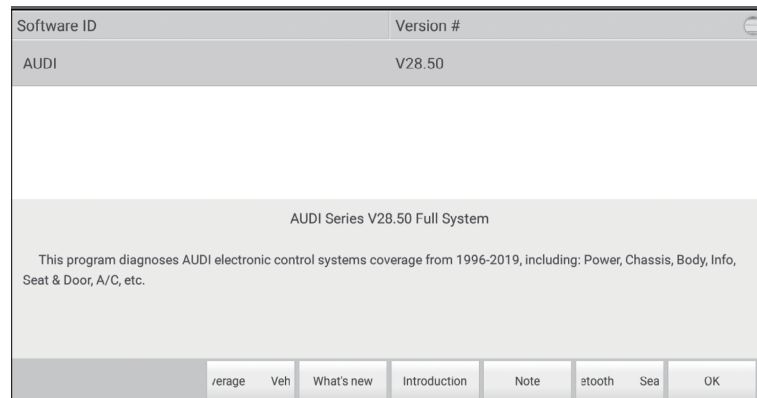 Software ID Version #
AUDI V28.50
AUDI Series V28.50 Full System
This program diagnoses AUDI electronic control systems coverage from 1996-2019, including: Power, Chassis, Body, Info,
Seat & Door, A/C, etc.
verage Veh What's new Introduction Note etooth Sea OK